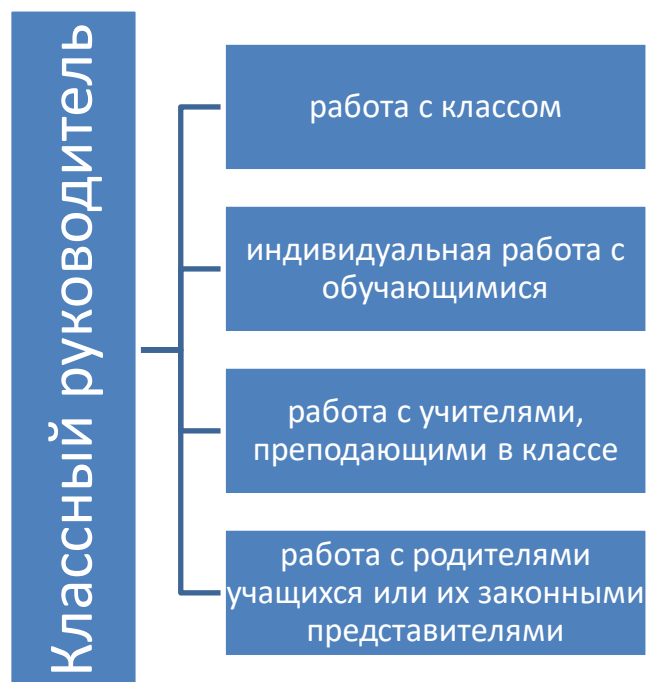 Классный руководитель
работа с классом
индивидуальная работа с
обучающимися
работа с учителями,
преподающими в классе
работа с родителями
учащихся или их законными
представителями